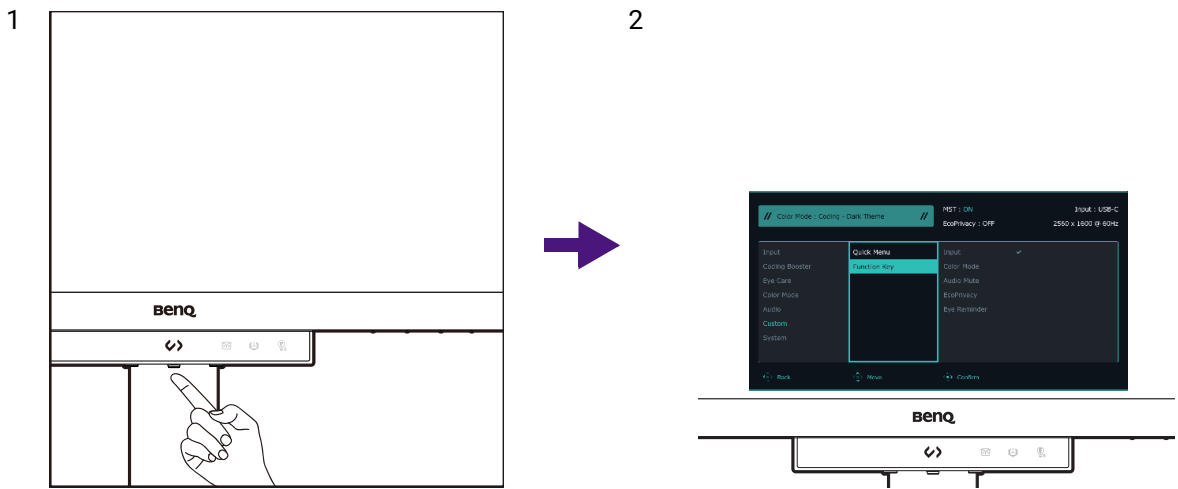 1
BenQ
2
// Color Mode : Coding - Dark Theme //
MST : ON
Input : USB-C
EcoPrivacy : OFF
2560 x 1600 @ 60Hz
Input
Quick Menu
Input
Coding Booster
Function Key
Color Mode
Eye Care
Audio Mute
Color Mode
EcoPrivacy
Audio
Eye Reminder
Custom
System
Back
Move
Confirm
BenQ